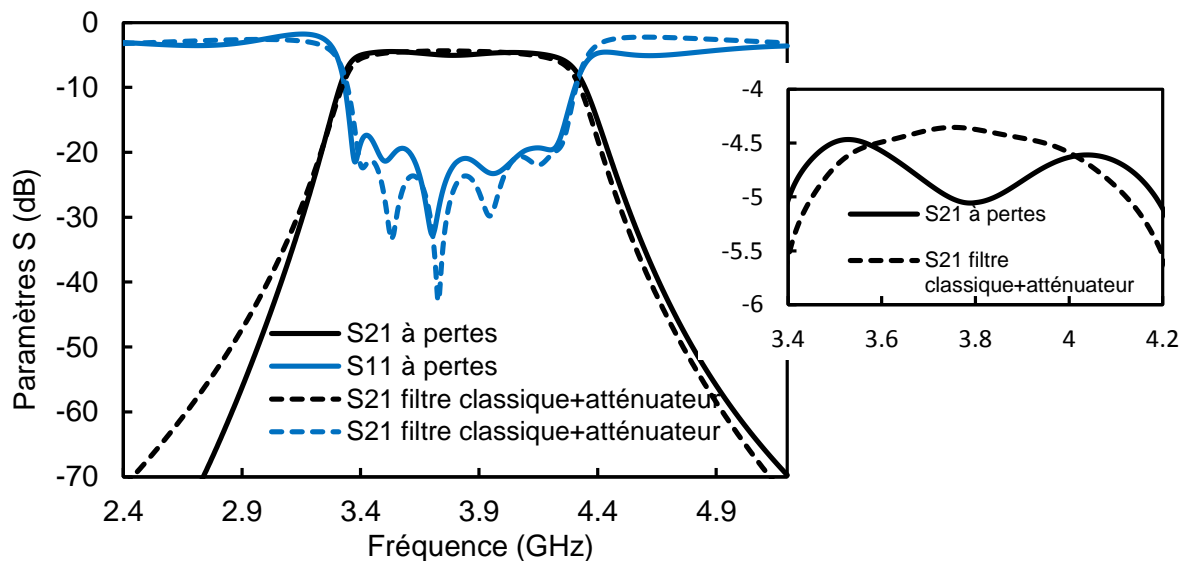 0
-10
-20
-30
-40
-50
-60
-70
Paramètres S (dB)
2.4 2.9 3.4 3.9 4.4 4.9
Fréquence (GHz)
S21 à pertes
S11 à pertes
S21 filtre classique+atténuateur
S21 filtre classique+atténuateur
-4
-4.5
-5
-5.5
-6
3.4 3.6 3.8 4 4.2
S21 à pertes
S21 filtre
classique+atténuateur